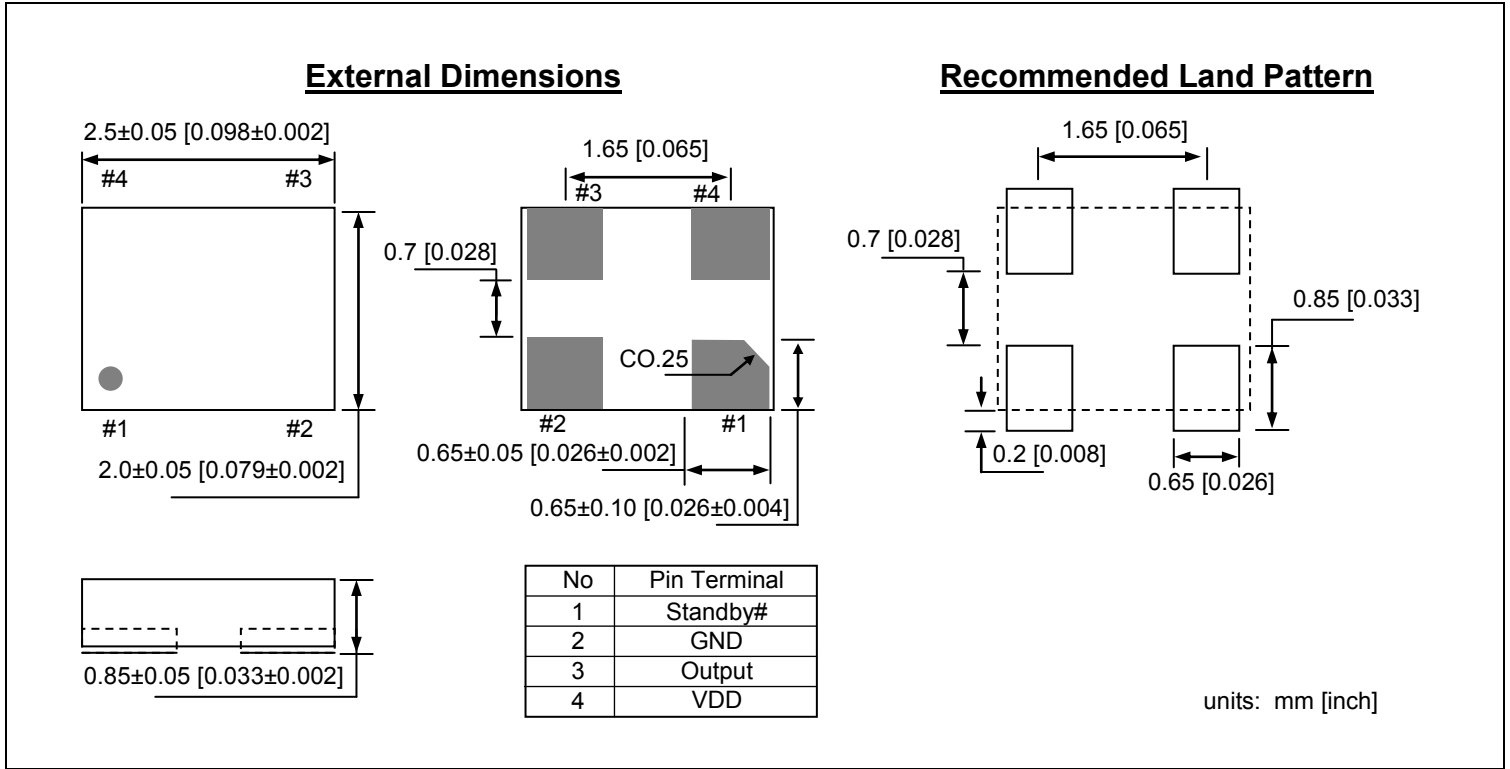 External Dimensions
2.5±0.05 [0.098±0.002]
#4
#3
#1
#2
2.0±0.05 [0.079±0.002]
1.65 [0.065]
#3
#4
0.7 [0.028]
CO.25
#2
#1
0.65±0.05 [0.026±0.002]
0.65±0.10 [0.026±0.004]
Recommended Land Pattern
1.65 [0.065]
0.7 [0.028]
0.85 [0.033]
0.2 [0.008]
0.65 [0.026]
0.85±0.05 [0.033±0.002]
No Pin Terminal
1 Standby#
2 GND
3 Output
4 VDD
units: mm [inch]